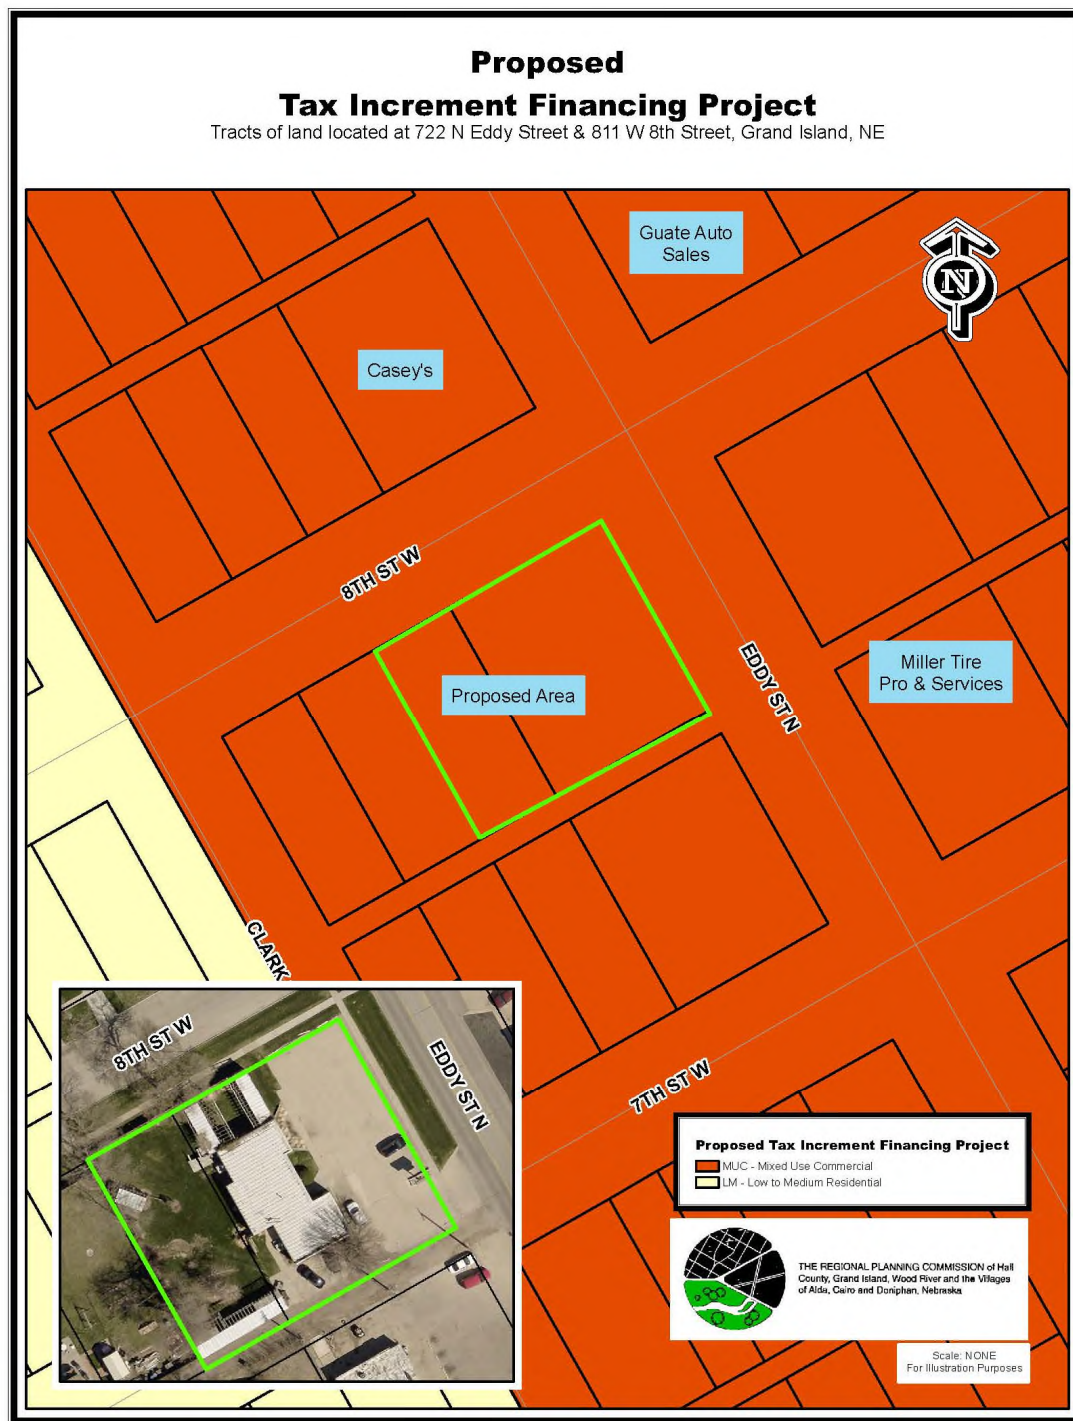 Proposed
Tax Increment Financing Project
Tracts of land located at 722 N Eddy Street & 811 W 8th Street, Grand Island, NE
Guate Auto
Sales
N
Casey's
8TH ST W
EDDY ST N
Miller Tire
Pro & Services
Proposed Area
CLARK
8TH ST W
EDDY ST N
7TH ST W
Proposed Tax Increment Financing Project
MUC - Mixed Use Commercial
LM - Low to Medium Residential
THE REGIONAL PLANNING COMMISSION of Hall
County, Grand Island, Wood River and the Villages
of Alda, Cairo and Doniphan, Nebraska
Scale: NONE
For Illustration Purposes